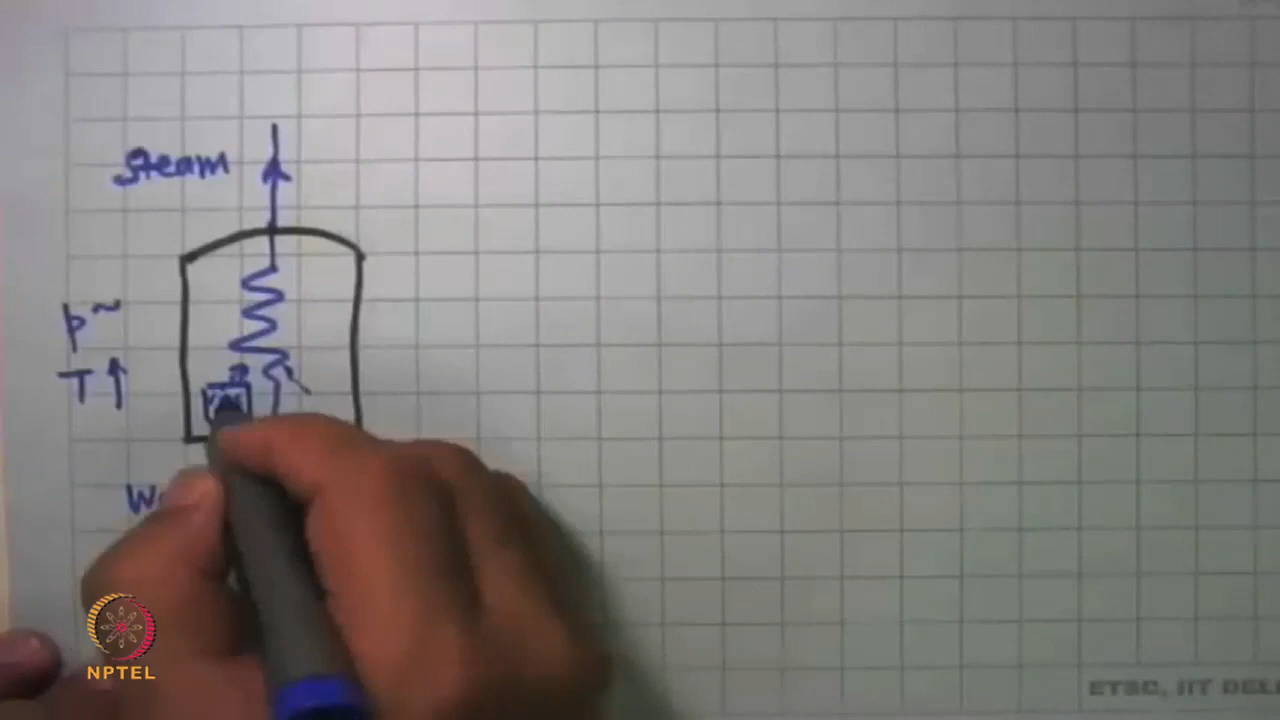 Steam
p~
T ↑
NPTEL
ETSC, IIT DEL